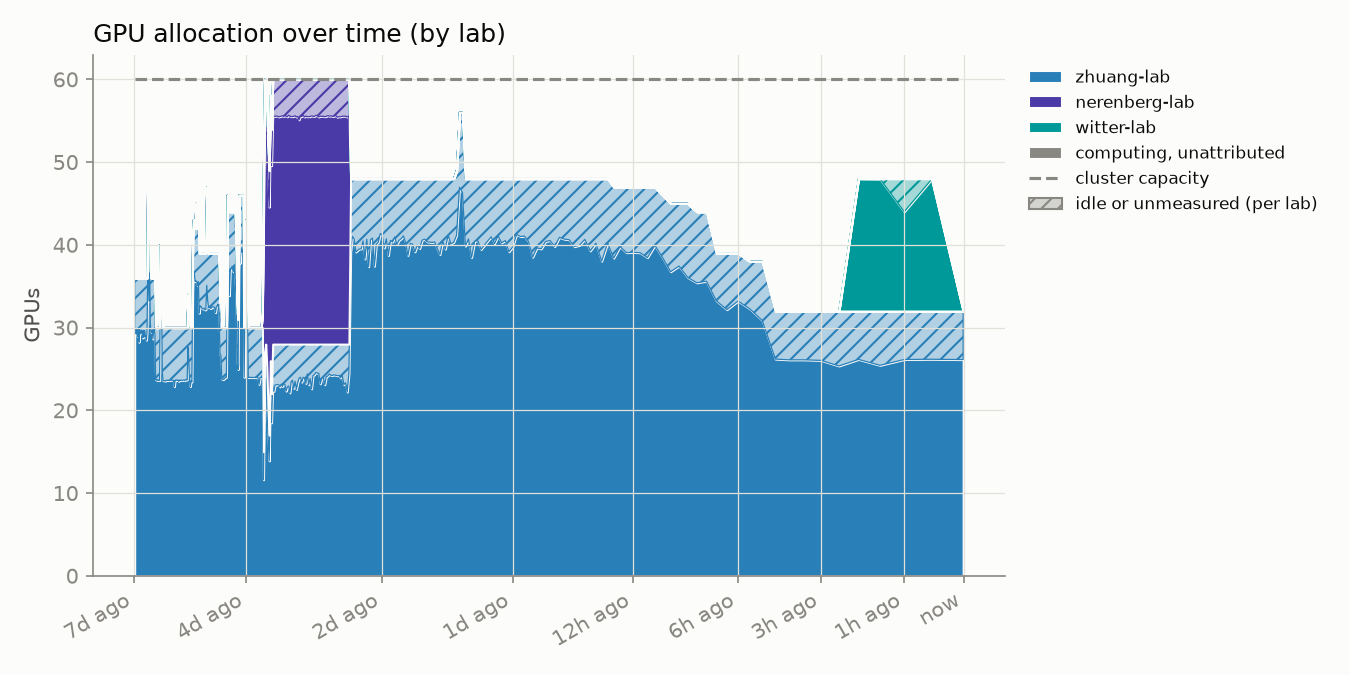 GPU allocation over time (by lab)
GPUs
60
50
40
30
20
10
0
7d ago
4d ago
2d ago
1d ago
12h ago
6h ago
3h ago
1h ago
now
zhuang-lab
nerenberg-lab
witter-lab
computing, unattributed
cluster capacity
idle or unmeasured (per lab)